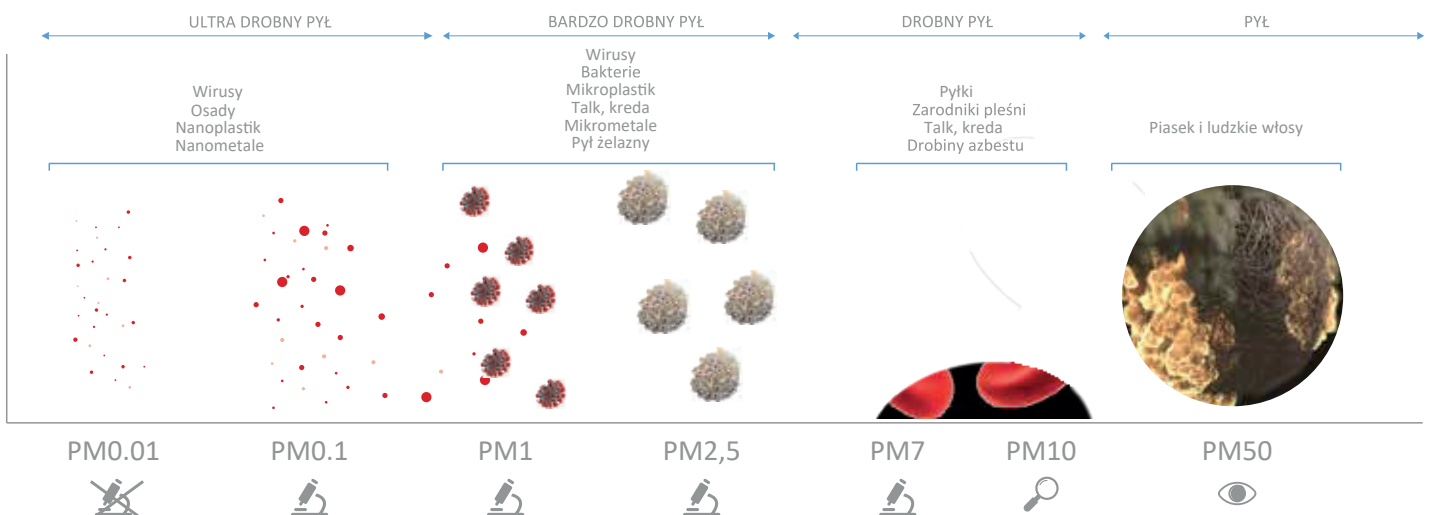 ULTRA DROBNY PYŁ
BARDZO DROBNY PYŁ
DROBNY PYŁ
PYŁ
Wirusy
Osady
Nanoplastik
Nanometale
Wirusy
Bakterie
Mikroplastik
Talk, kreda
Mikrometale
Pył żelazny
Pyłki
Zarodniki pleśni
Talk, kreda
Drobiny azbestu
Piasek i ludzkie włosy
PM0.01
PM0.1
PM1
PM2,5
PM7
PM10
PM50